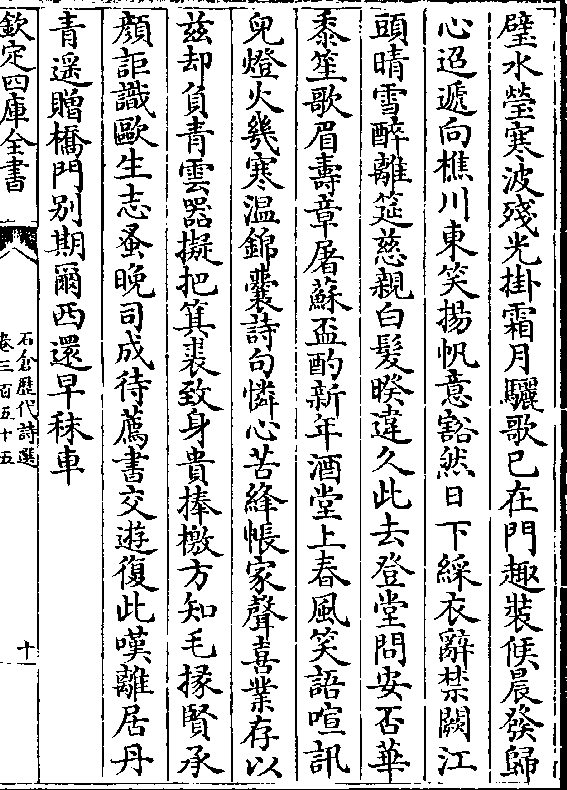 璧水瑩寒波殘光掛霜月驪歌已在門趣裝候晨發歸
心迢遞向樵川東笑揚帆意豁然日下綵衣辭禁闕江
頭晴雪醉離筵慈親白髮暌違久此去登堂問安否華
黍笙歌眉壽章屠蘇盃酌新年酒堂上春風笑語喧訊
兒燈火幾寒溫錦囊詩句憐心苦絳帳家聲喜業存以
兹却負青雲器擬把箕裘致身貴捧檄方知毛掾賢承
顔詎識歐生志蚤晚司成待薦書交遊復此嘆離居丹
青遥贈橋門别期爾西還早秣車
欽定四庫全書
石倉歷代詩選
卷三百五十五
十